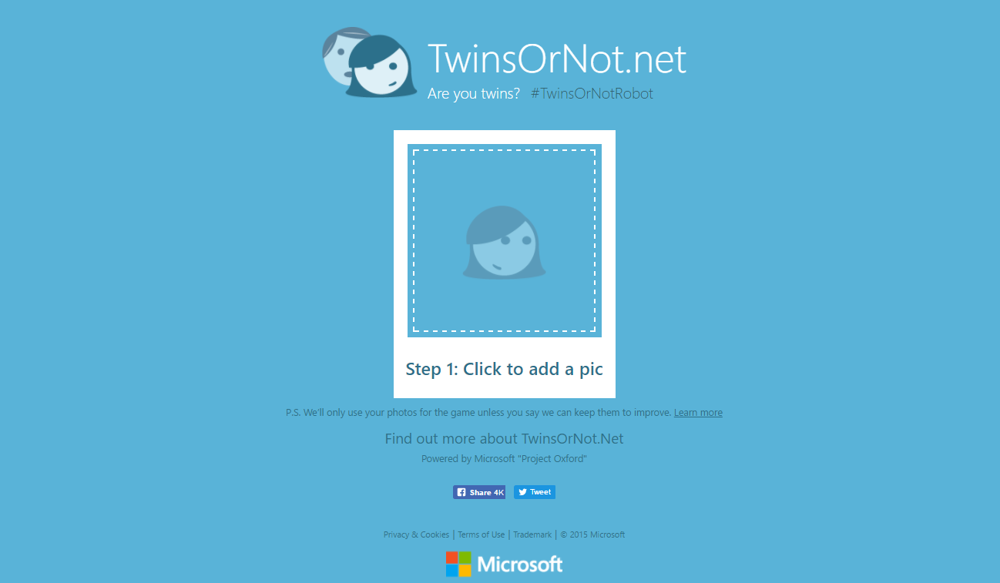 TwinsOrNot.net
Are you twins? #TwinsOrNotRobot
Step 1: Click to add a pic
P.S. We'll only use your photos for the game unless you say we can keep them to improve. Learn more
Find out more about TwinsOrNot.Net
Powered by Microsoft "Project Oxford"
Share 4K Tweet
Privacy & Cookies | Terms of Use | Trademark | © 2015 Microsoft
Microsoft